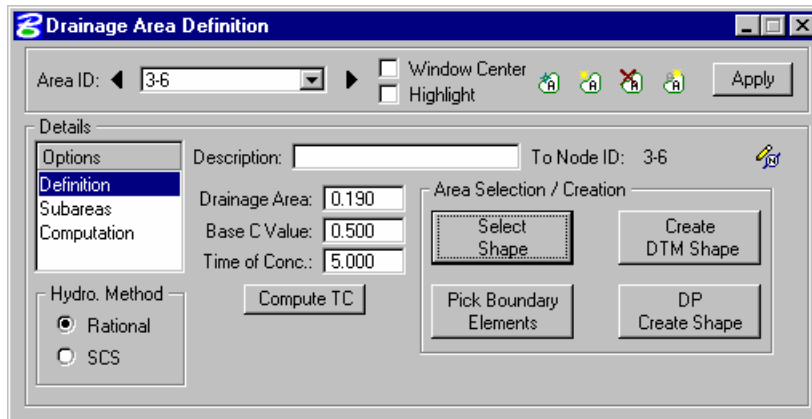 Drainage Area Definition
Area ID: 3-6
Window Center
Highlight
Apply
Details
Options
Definition
Subareas
Computation
Description:
To Node ID: 3-6
Drainage Area: 0.190
Base C Value: 0.500
Time of Conc.: 5.000
Compute TC
Area Selection / Creation
Select
Shape
Create
DTM Shape
Pick Boundary
Elements
DP
Create Shape
Hydro. Method
Rational
SCS